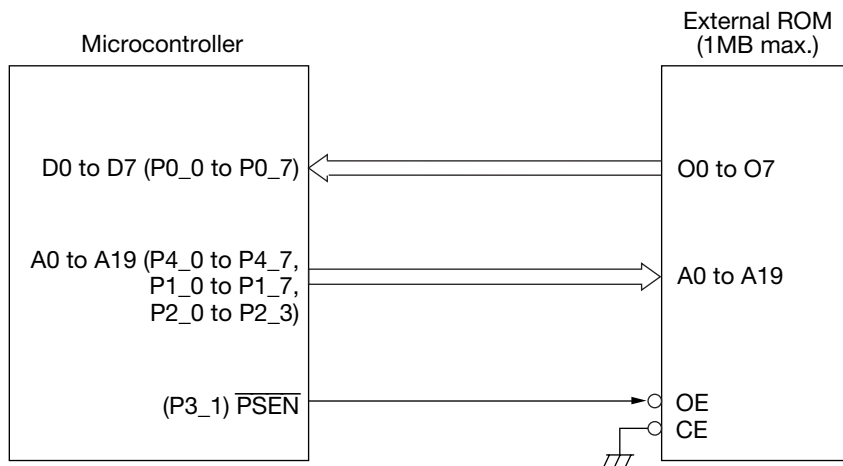 External ROM
(1MB max.)
Microcontroller
D0 to D7 (P0_0 to P0_7)
O0 to O7
A0 to A19 (P4_0 to P4_7,
P1_0 to P1_7,
P2_0 to P2_3)
A0 to A19
(P3_1) PSEN
OE
CE